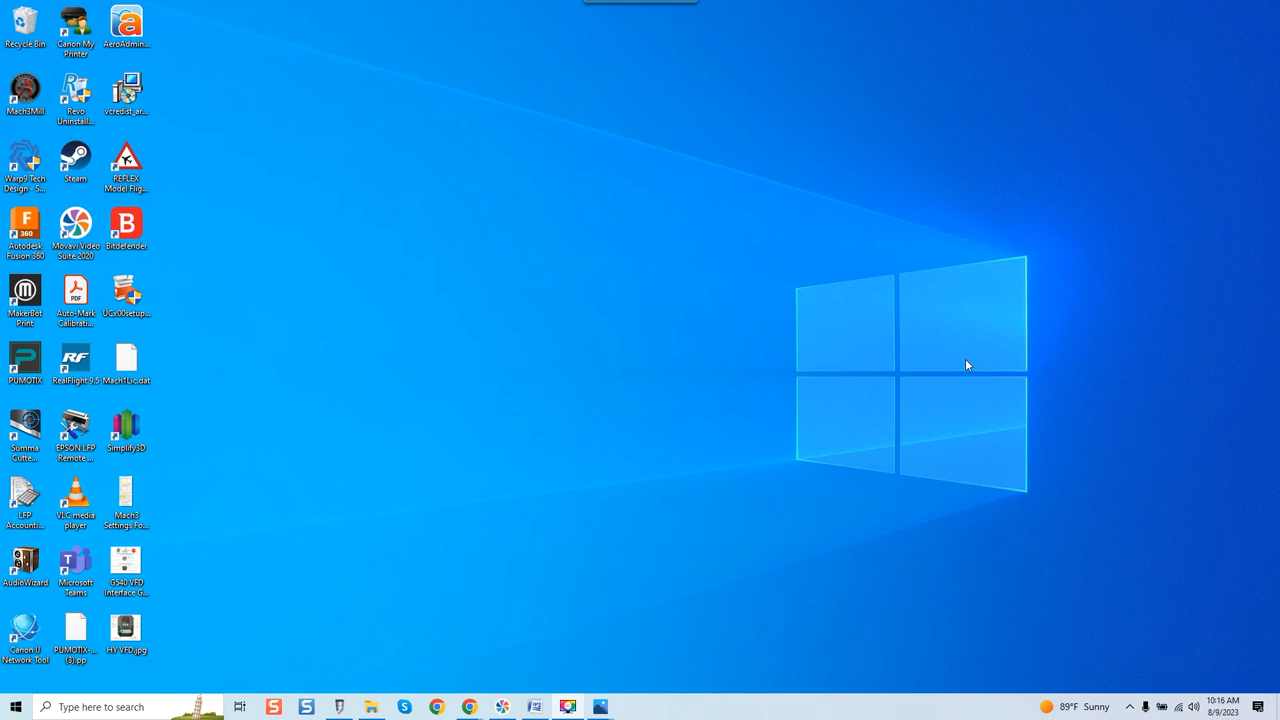 Recycle Bin
Canon My
Printer
AeroAdmin...
Mach3Mill
Revo
Uninstall...
vcredist_ar...
Warp9 Tech
Design - S...
Steam
REFLEX
Model Flig...
F
360
Autodesk
Fusion 360
Movavi Video
Suite 2020
B
Bitdefender
MakerBot
Print
PDF
Auto-Mark
Calibrati...
UCx00setup...
PUMOTIX
RF
RealFlight 9.5
Mach1Lic.dat
Summa
Cutte...
EPSON LFP
Remote ...
Simplify3D
LFP
Accounti...
VLC media
player
Mach3
Settings Fo...
AudioWizard
Microsoft
Teams
G540 VFD
Interface G...
Canon IJ
Network Tool
PUMOTIX-...
(3).pp
HY VFD.jpg
Type here to search
89°F Sunny
10:16 AM
8/9/2023